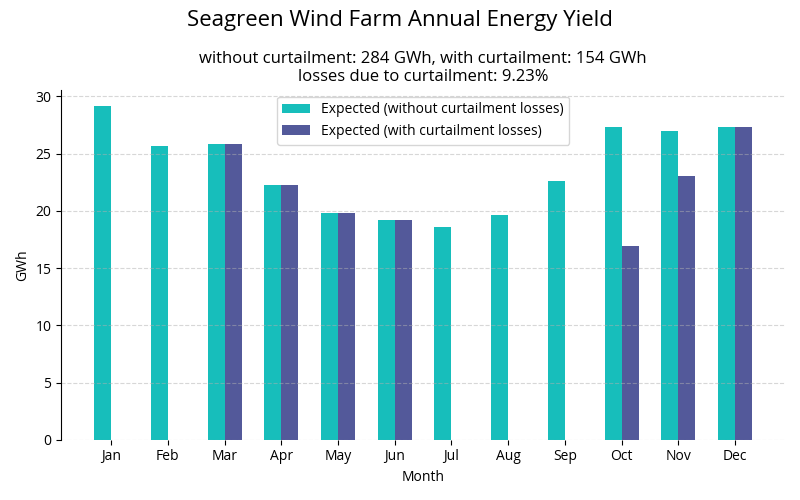 Seagreen Wind Farm Annual Energy Yield
without curtailment: 284 GWh, with curtailment: 154 GWh
losses due to curtailment: 9.23%
Expected (without curtailment losses)
Expected (with curtailment losses)
30
25
20
15
10
5
0
GWh
Jan Feb Mar Apr May Jun Jul Aug Sep Oct Nov Dec
Month